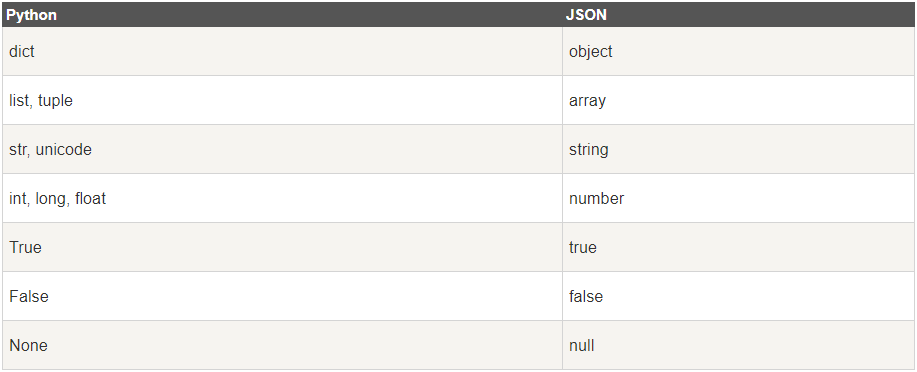 Python JSON
dict object
list, tuple array
str, unicode string
int, long, float number
True true
False false
None null